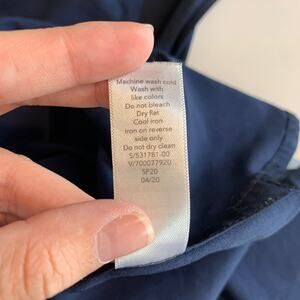 Machine wash cold
Wash with
like colors
Do not bleach
Dry flat
Cool iron
Iron on reverse
side only
Do not dry clean
S/531781-00
V/700077920
SP20
04/20